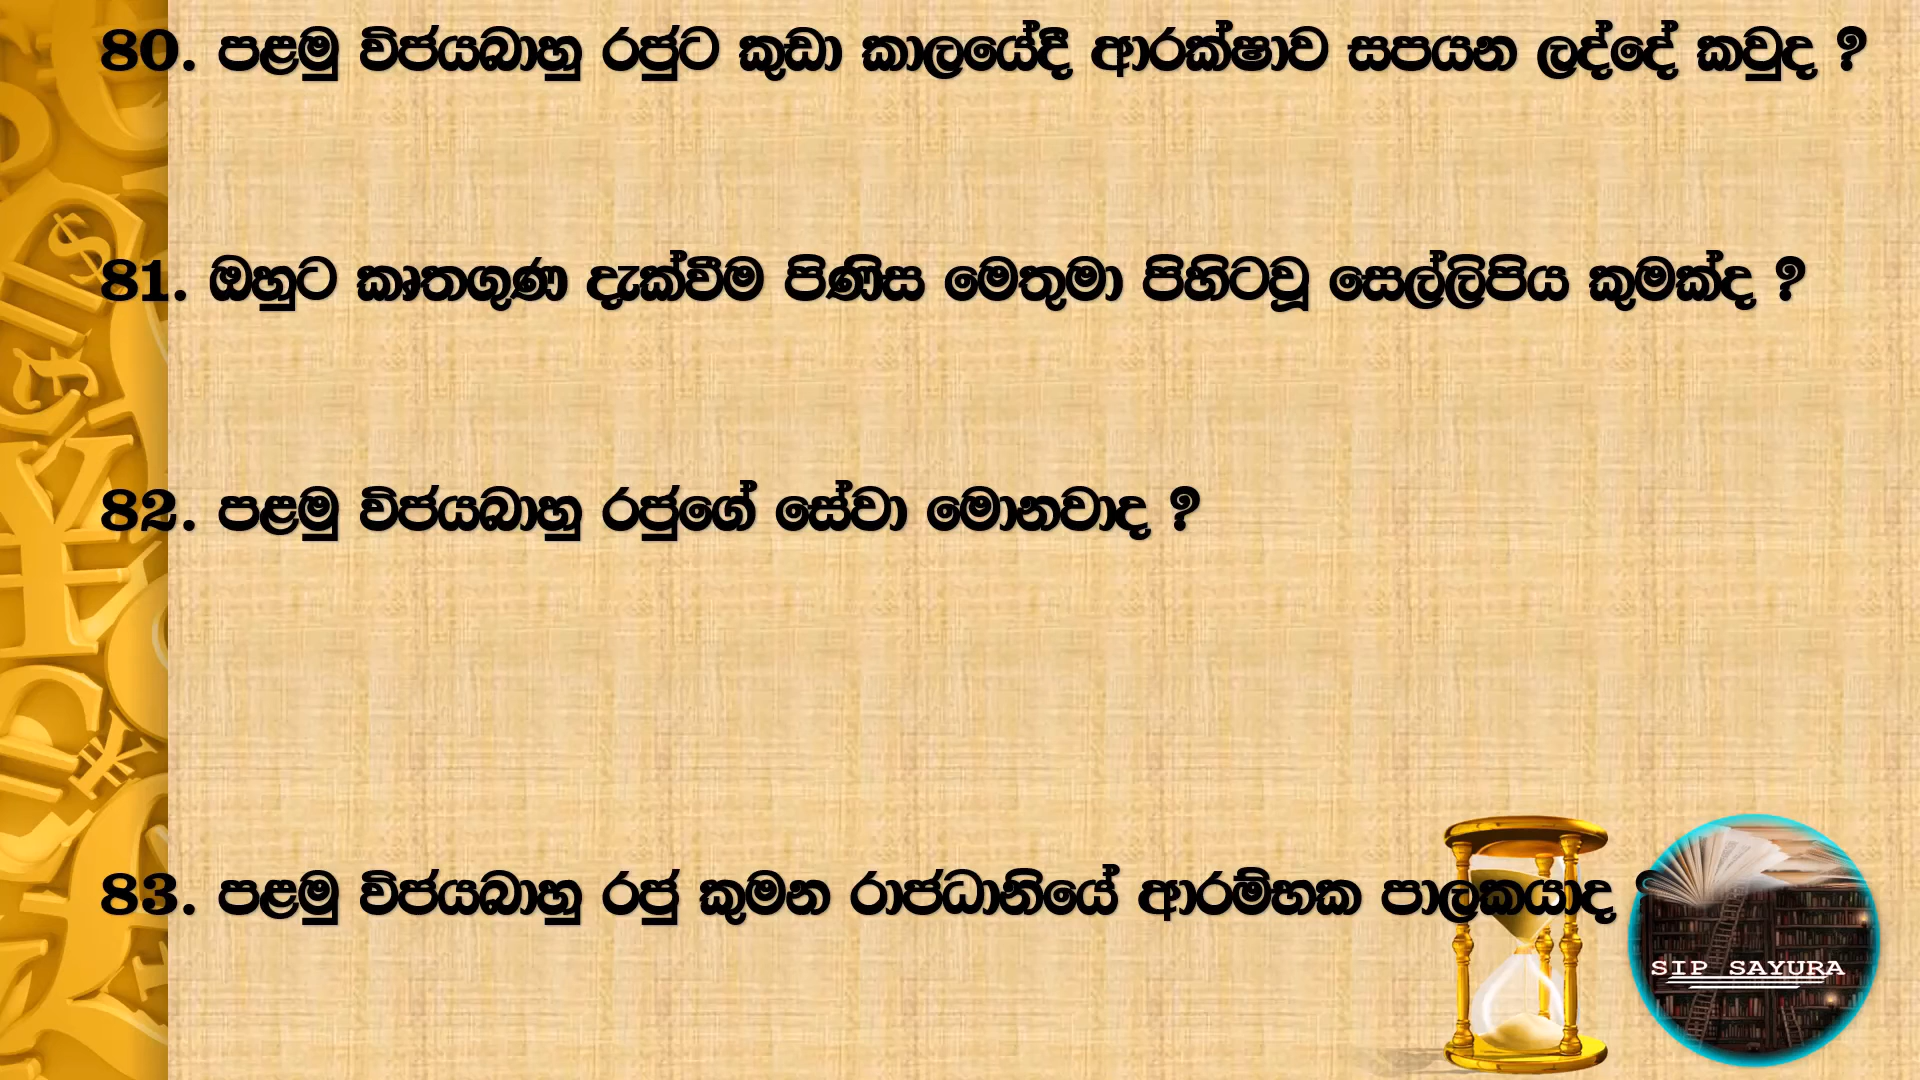 80. පළමු විජයබාහු රජුට කුඩා කාලයේදී ආරක්ෂාව සපයන ලද්දේ කවුද ?
81. ඔහුට කෘතගුණ දැක්වීම පිණිස මෙතුමා පිහිටවූ සෙල්ලිපිය කුමක්ද ?
82. පළමු විජයබාහු රජුගේ සේවා මොනවාද ?
83. පළමු විජයබාහු රජු කුමන රාජධානියේ ආරම්භක පාලකයාද ?
SIP SAYURA